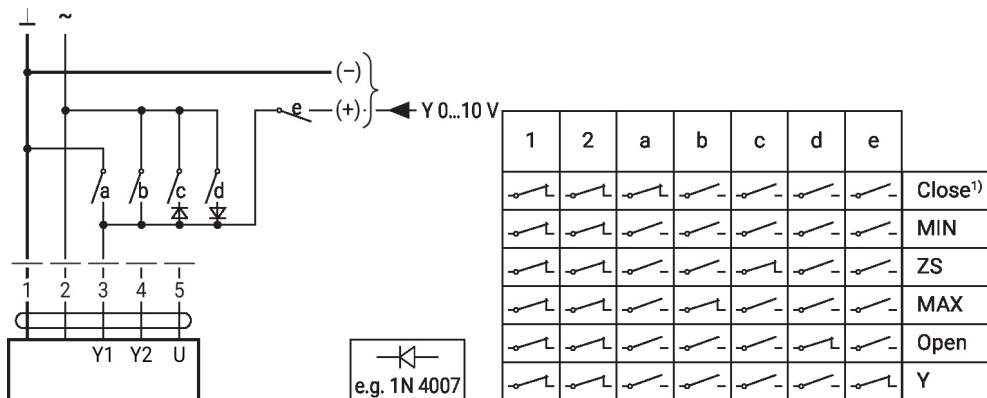 ⊥ ~
(–)
e (+) Y 0...10 V
a b c d
1 2 3 4 5
Y1 Y2 U
e.g. 1N 4007
1 2 a b c d e
Close¹⁾
MIN
ZS
MAX
Open
Y